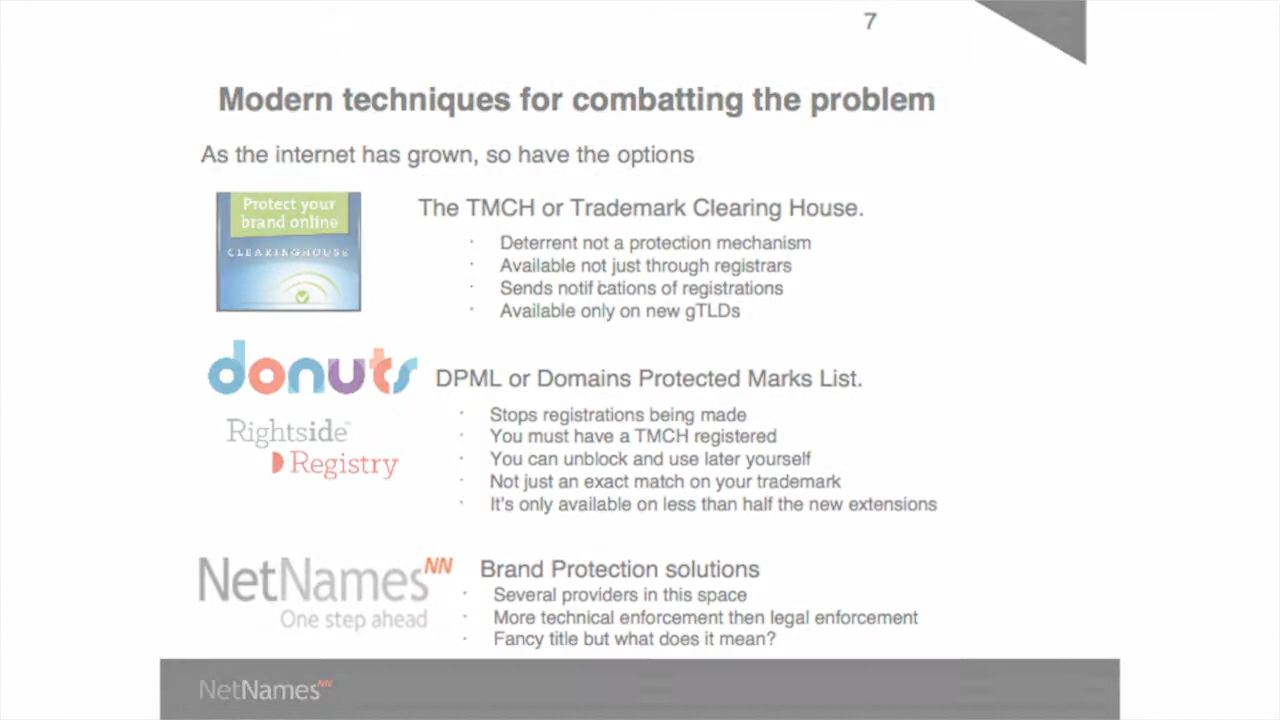 7
Modern techniques for combatting the problem
As the internet has grown, so have the options
Protect your
brand online
CLEARINGHOUSE
The TMCH or Trademark Clearing House.
· Deterrent not a protection mechanism
· Available not just through registrars
· Sends notifications of registrations
· Available only on new gTLDs
donuts
DPML or Domains Protected Marks List.
Rightside™
Registry
· Stops registrations being made
· You must have a TMCH registered
· You can unblock and use later yourself
· Not just an exact match on your trademark
· It's only available on less than half the new extensions
NetNames NN
One step ahead
Brand Protection solutions
· Several providers in this space
· More technical enforcement then legal enforcement
· Fancy title but what does it mean?
NetNames NN